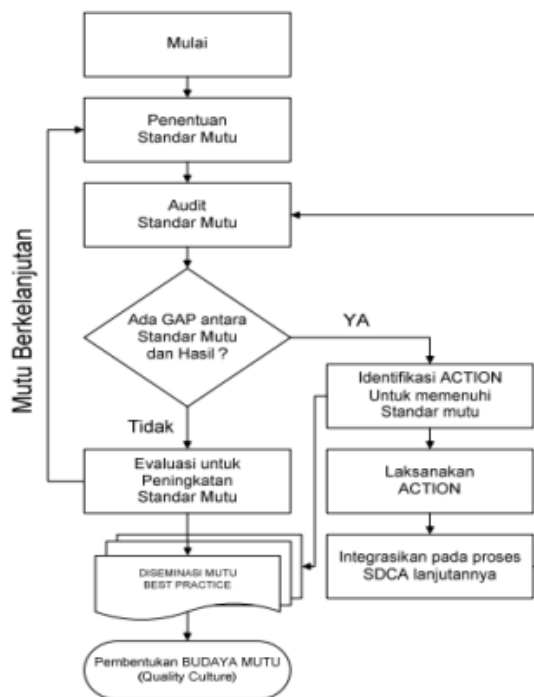 Mulai
Penentuan
Standar Mutu
Audit
Standar Mutu
Mutu Berkelanjutan
Ada GAP antara
Standar Mutu
dan Hasil ?
YA
Identifikasi ACTION
Untuk memenuhi
Standar mutu
Tidak
Evaluasi untuk
Peningkatan
Standar Mutu
Laksanakan
ACTION
Integrasikan pada proses
SDCA lanjutannya
DISEMINASI MUTU
BEST PRACTICE
Pembentukan BUDAYA MUTU
(Quality Culture)